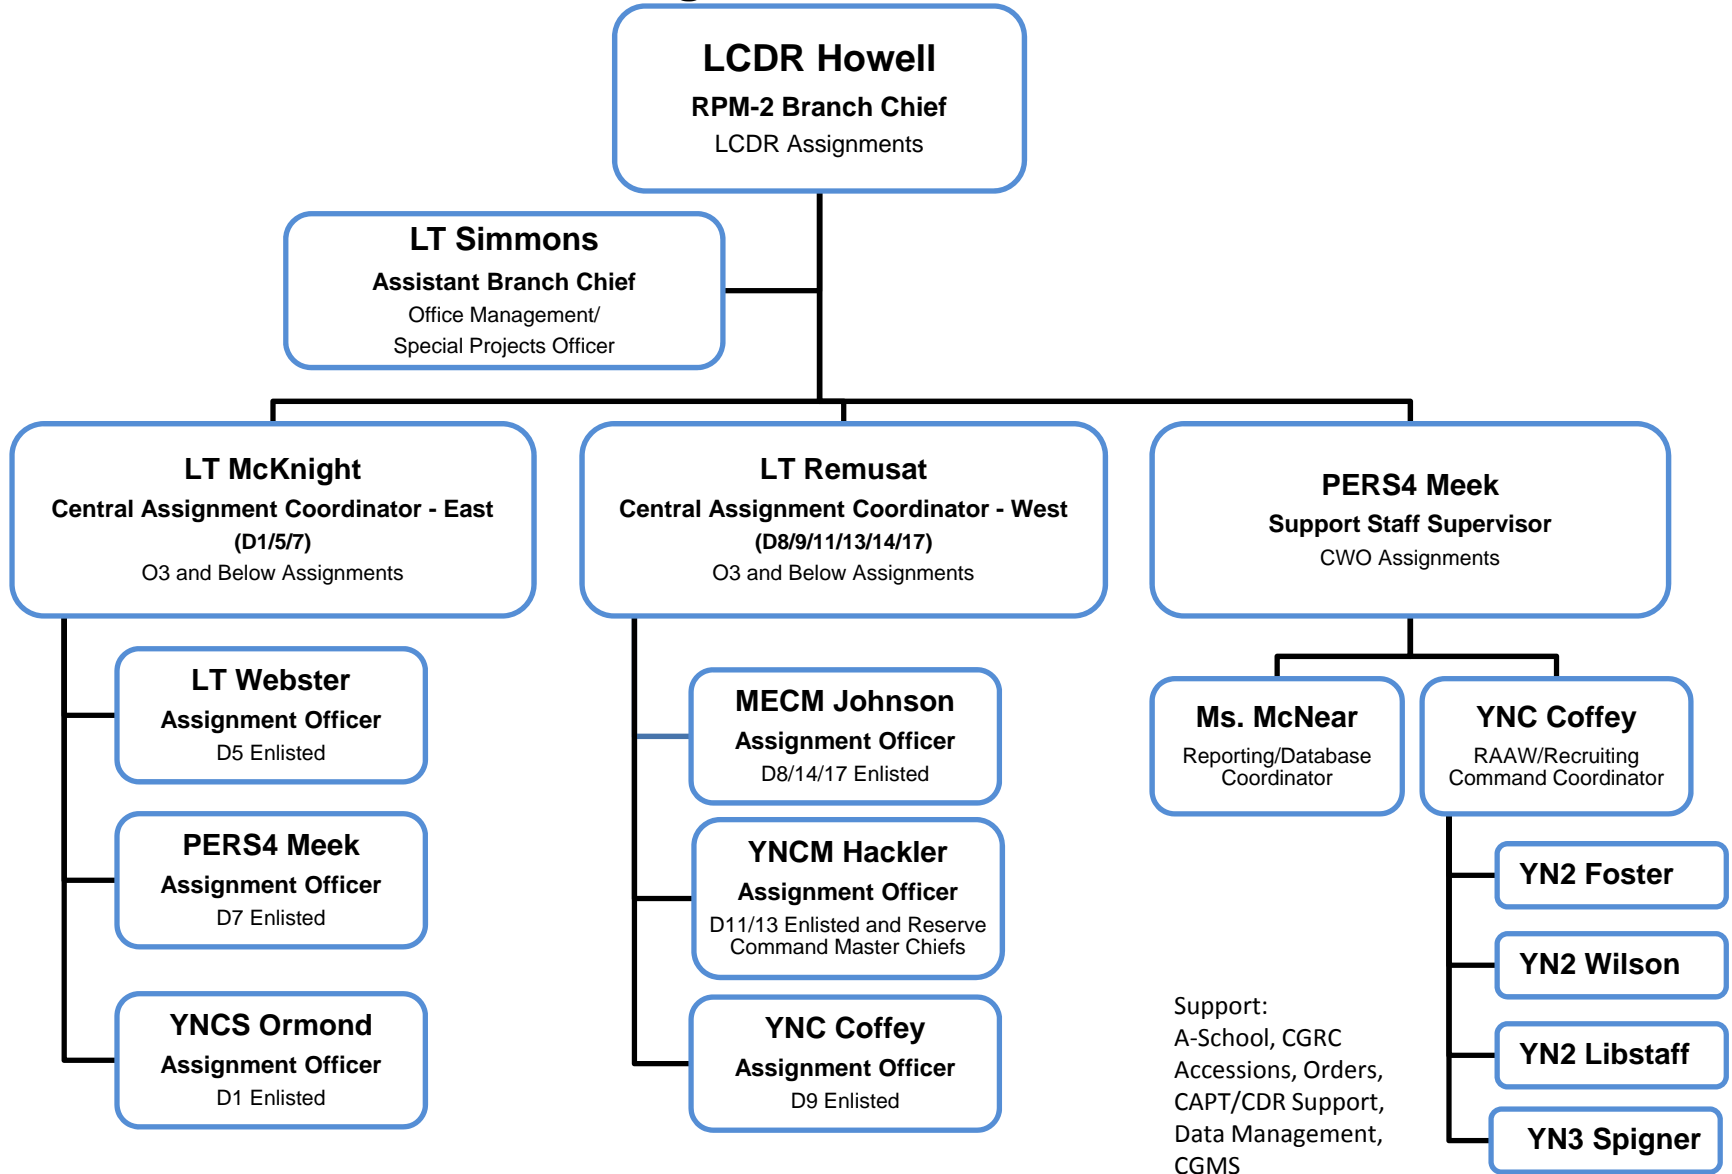 LCDR Howell
RPM-2 Branch Chief
LCDR Assignments
LT Simmons
Assistant Branch Chief
Office Management/
Special Projects Officer
LT McKnight
Central Assignment Coordinator - East
(D1/5/7)
O3 and Below Assignments
LT Webster
Assignment Officer
D5 Enlisted
PERS4 Meek
Assignment Officer
D7 Enlisted
YNCS Ormond
Assignment Officer
D1 Enlisted
LT Remusat
Central Assignment Coordinator - West
(D8/9/11/13/14/17)
O3 and Below Assignments
MECM Johnson
Assignment Officer
D8/14/17 Enlisted
YNCM Hackler
Assignment Officer
D11/13 Enlisted and Reserve
Command Master Chiefs
YNC Coffey
Assignment Officer
D9 Enlisted
PERS4 Meek
Support Staff Supervisor
CWO Assignments
Ms. McNear
Reporting/Database
Coordinator
YNC Coffey
RAAW/Recruiting
Command Coordinator
YN2 Foster
YN2 Wilson
YN2 Libstaff
YN3 Spigner
Support:
A-School, CGRC
Accessions, Orders,
CAPT/CDR Support,
Data Management,
CGMS